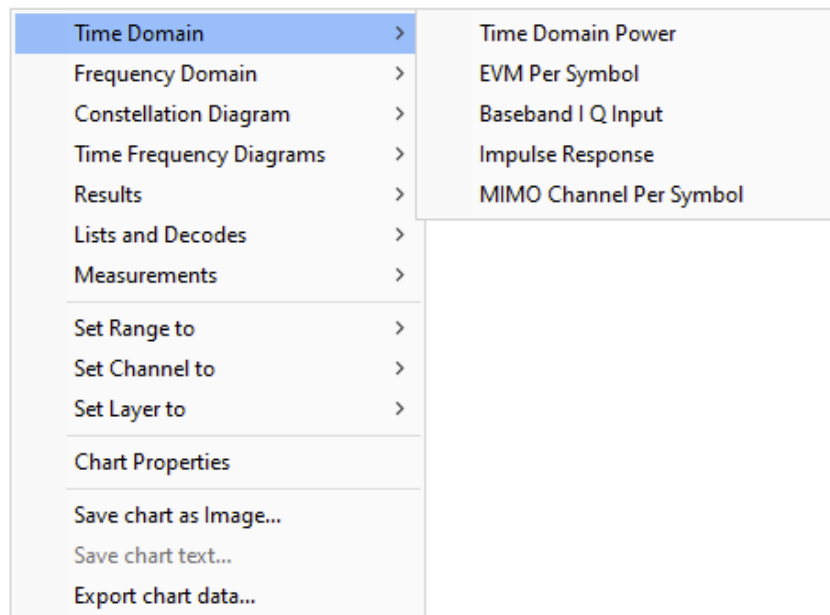 Time Domain
Frequency Domain
Constellation Diagram
Time Frequency Diagrams
Results
Lists and Decodes
Measurements
Set Range to
Set Channel to
Set Layer to
Chart Properties
Save chart as Image...
Save chart text...
Export chart data...
Time Domain Power
EVM Per Symbol
Baseband I Q Input
Impulse Response
MIMO Channel Per Symbol